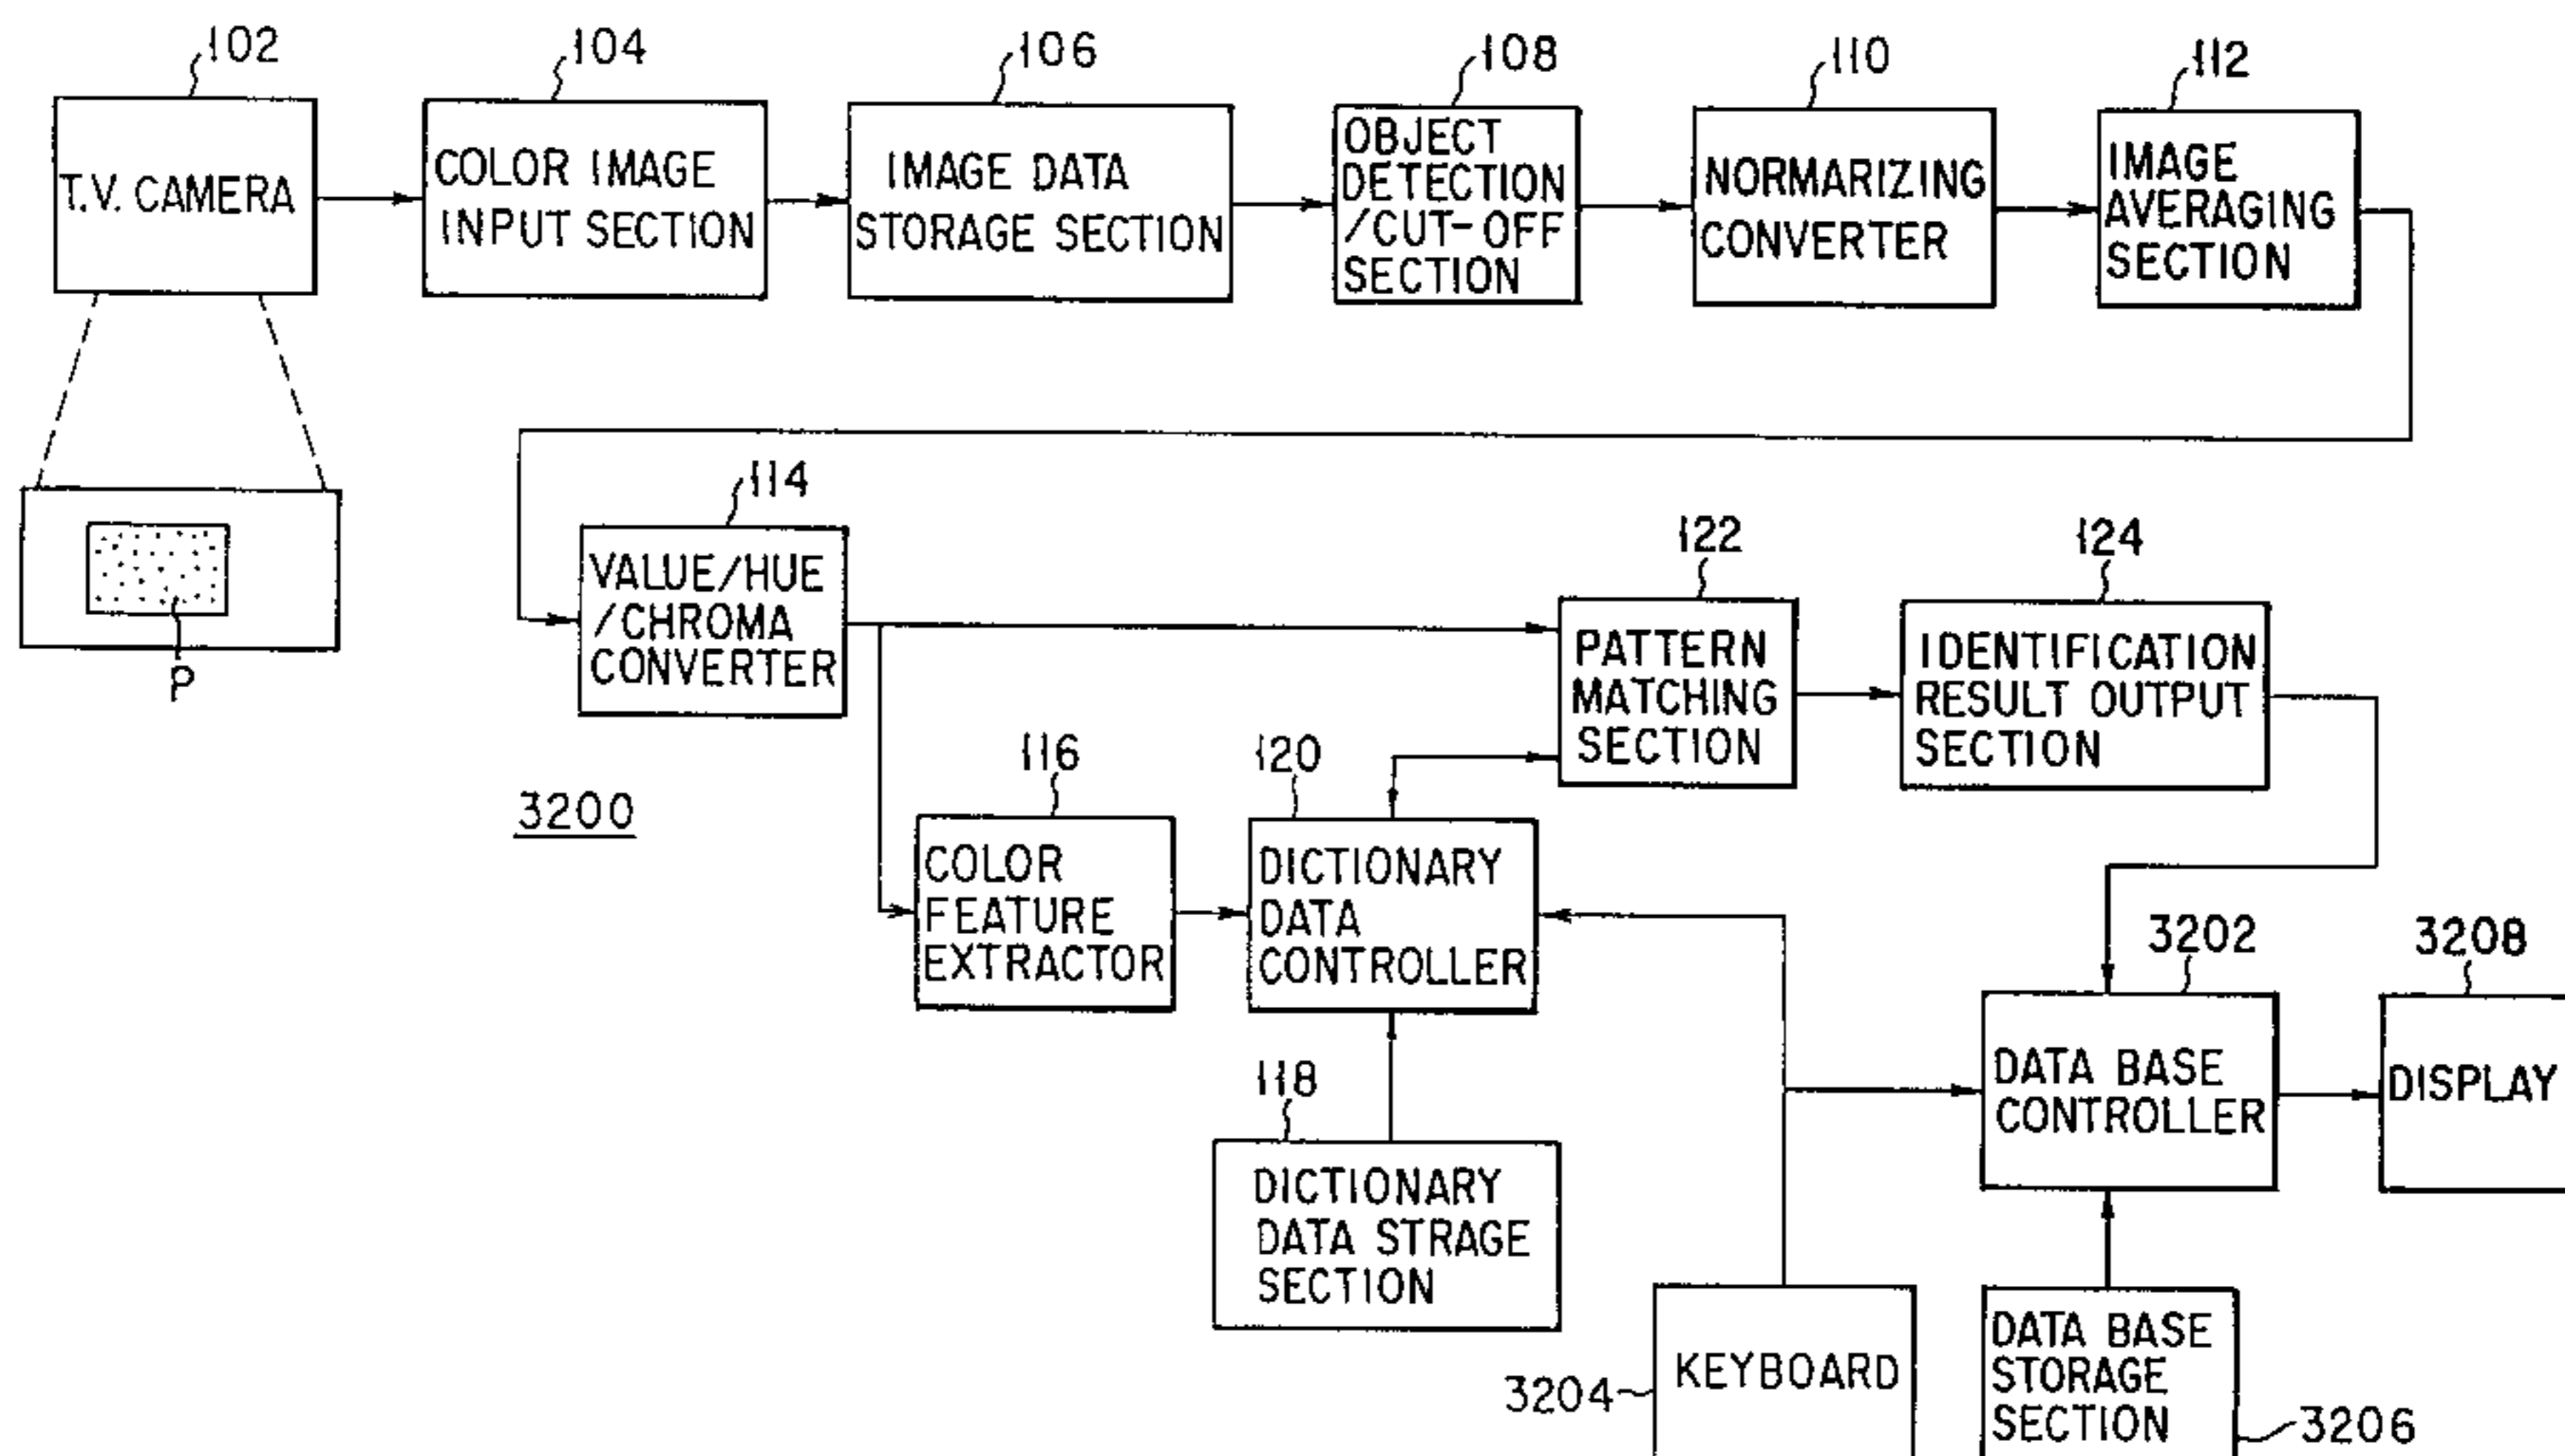 102
104
106
108
110
112
T.V. CAMERA
COLOR IMAGE
INPUT SECTION
IMAGE DATA
STORAGE SECTION
OBJECT
DETECTION
/CUT-OFF
SECTION
NORMARIZING
CONVERTER
IMAGE
AVERAGING
SECTION
P
114
VALUE/HUE
/CHROMA
CONVERTER
122
PATTERN
MATCHING
SECTION
124
IDENTIFICATION
RESULT OUTPUT
SECTION
3200
116
COLOR
FEATURE
EXTRACTOR
120
DICTIONARY
DATA
CONTROLLER
118
DICTIONARY
DATA STRAGE
SECTION
3202
DATA BASE
CONTROLLER
3208
DISPLAY
3204
KEYBOARD
DATA BASE
STORAGE
SECTION
3206